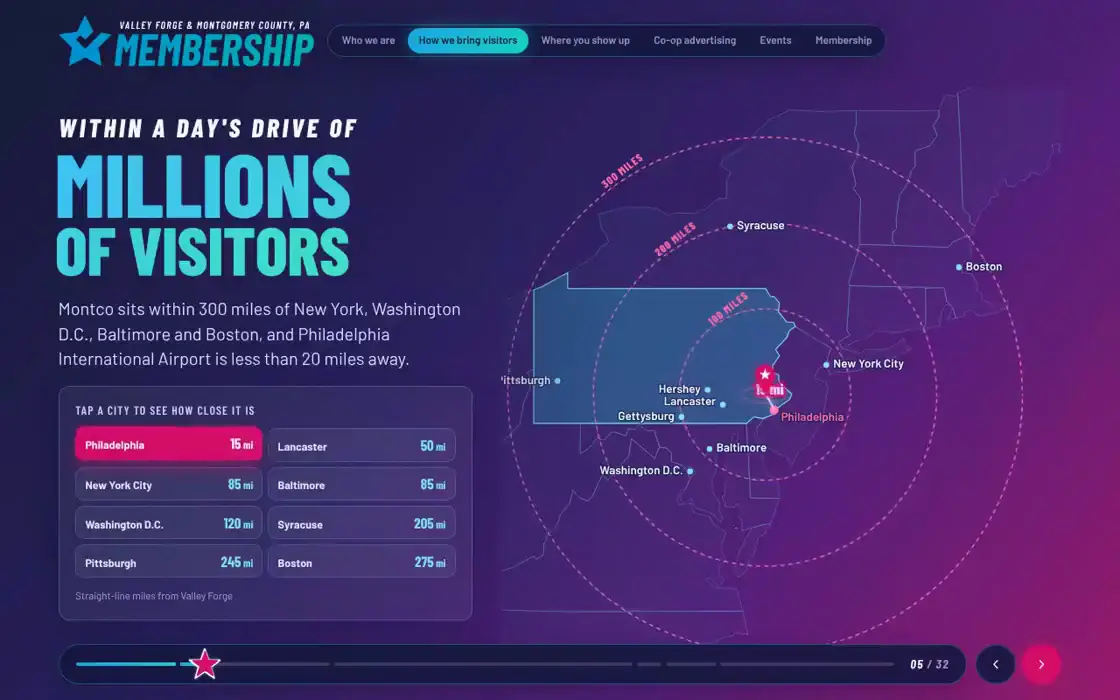 VALLEY FORGE & MONTGOMERY COUNTY, PA
MEMBERSHIP
Who we are
How we bring visitors
Where you show up
Co-op advertising
Events
Membership
WITHIN A DAY'S DRIVE OF
MILLIONS
OF VISITORS
Montco sits within 300 miles of New York, Washington
D.C., Baltimore and Boston, and Philadelphia
International Airport is less than 20 miles away.
TAP A CITY TO SEE HOW CLOSE IT IS
Philadelphia 15 mi
Lancaster 50 mi
New York City 85 mi
Baltimore 85 mi
Washington D.C. 120 mi
Syracuse 205 mi
Pittsburgh 245 mi
Boston 275 mi
Straight-line miles from Valley Forge
300 MILES
200 MILES
100 MILES
Syracuse
Boston
New York City
ittsburgh
Hershey
Lancaster
Gettysburg
mi
Philadelphia
Baltimore
Washington D.C.
05 / 32